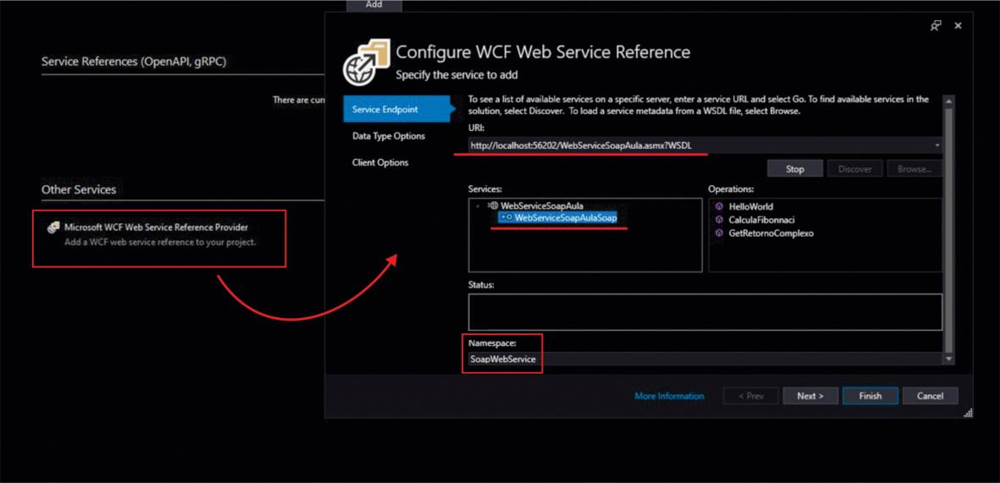 Add
Configure WCF Web Service Reference
Specify the service to add
Service References (OpenAPI, gRPC)
There are curr
Other Services
Microsoft WCF Web Service Reference Provider
Add a WCF web service reference to your project.
Service Endpoint
Data Type Options
Client Options
To see a list of available services on a specific server, enter a service URL and select Go. To find available services in the
solution, select Discover. To load a service metadata from a WSDL file, select Browse.
URI:
http://localhost:56202/WebServiceSoapAula.asmx?WSDL
Stop
Discover
Browse...
Services:
WebServiceSoapAula
WebServiceSoapAulaSoap
Operations:
HelloWorld
CalculaFibonnaci
GetRetornoComplexo
Status:
Namespace:
SoapWebService
More Information
< Prev
Next >
Finish
Cancel